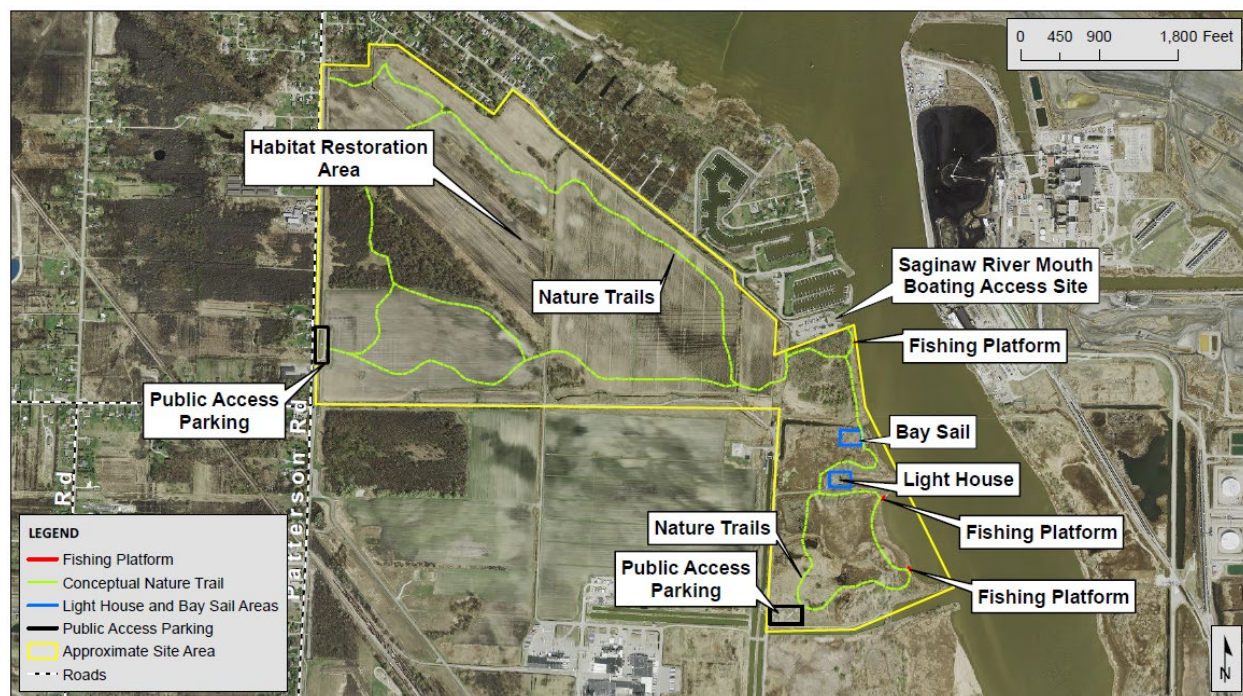 0 450 900 1,800 Feet
Habitat Restoration
Area
Nature Trails
Saginaw River Mouth
Boating Access Site
Fishing Platform
Public Access
Parking
Bay Sail
Light House
Rd
Patterson Rd
Nature Trails
Fishing Platform
Public Access
Parking
Fishing Platform
LEGEND
Fishing Platform
Conceptual Nature Trail
Light House and Bay Sail Areas
Public Access Parking
Approximate Site Area
Roads
N